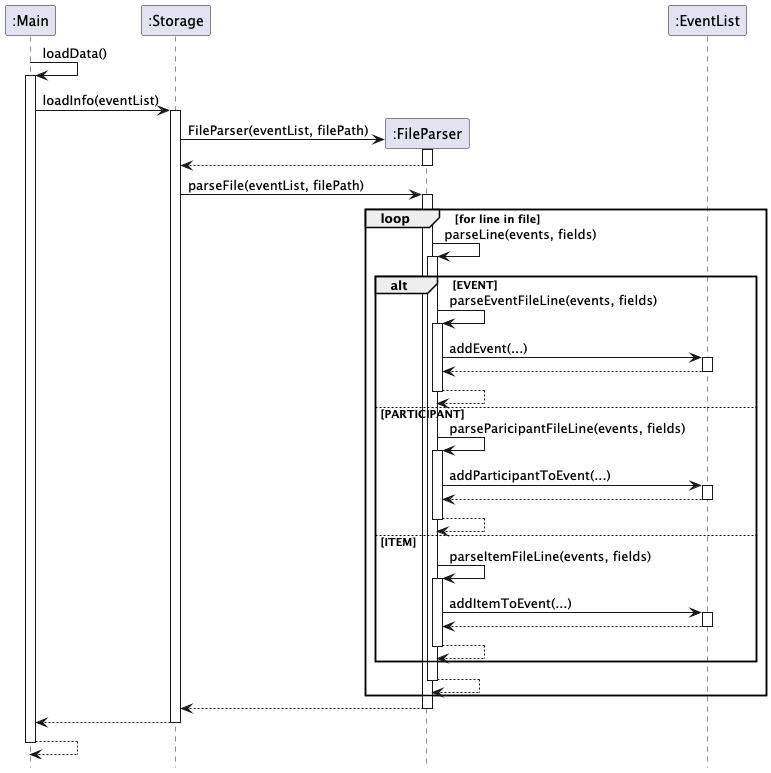 :Main
:Storage
:EventList
loadData()
loadInfo(eventList)
FileParser(eventList, filePath)
:FileParser
parseFile(eventList, filePath)
loop
[for line in file]
parseLine(events, fields)
alt
[EVENT]
parseEventFileLine(events, fields)
addEvent(...)
[PARTICIPANT]
parseParicipantFileLine(events, fields)
addParticipantToEvent(...)
[ITEM]
parseItemFileLine(events, fields)
addItemToEvent(...)